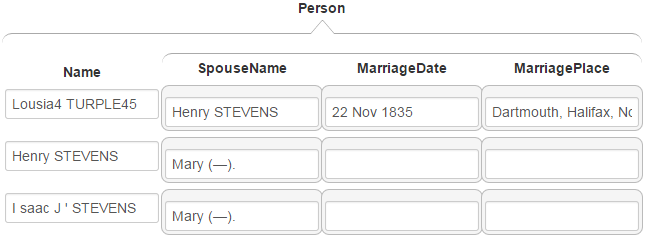 Person
Name SpouseName MarriageDate MarriagePlace
Lousia4 TURPLE45 Henry STEVENS 22 Nov 1835 Dartmouth, Halifax, No
Henry STEVENS Mary (—).
I saac J ' STEVENS Mary (—).